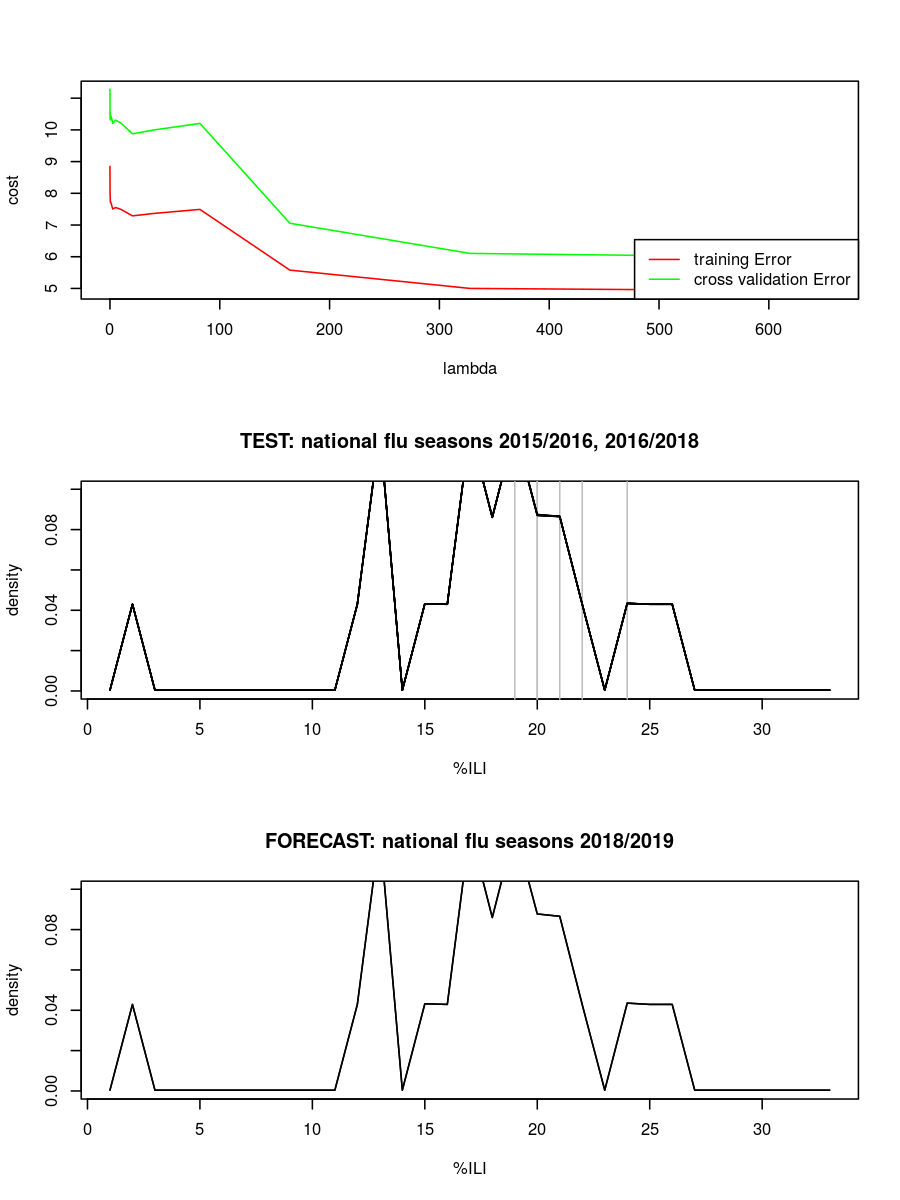 cost
10
9
8
7
6
5
training Error
cross validation Error
0 100 200 300 400 500 600
lambda
TEST: national flu seasons 2015/2016, 2016/2018
density
0.08
0.04
0.00
0 5 10 15 20 25 30
%ILI
FORECAST: national flu seasons 2018/2019
density
0.08
0.04
0.00
0 5 10 15 20 25 30
%ILI